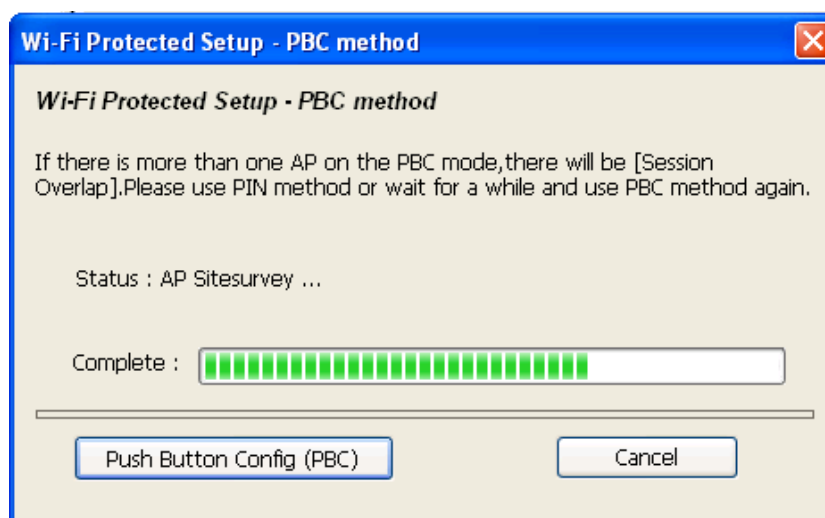 Wi-Fi Protected Setup - PBC method
Wi-Fi Protected Setup - PBC method
If there is more than one AP on the PBC mode,there will be [Session
Overlap].Please use PIN method or wait for a while and use PBC method again.
Status : AP Sitesurvey ...
Complete :
Push Button Config (PBC)
Cancel